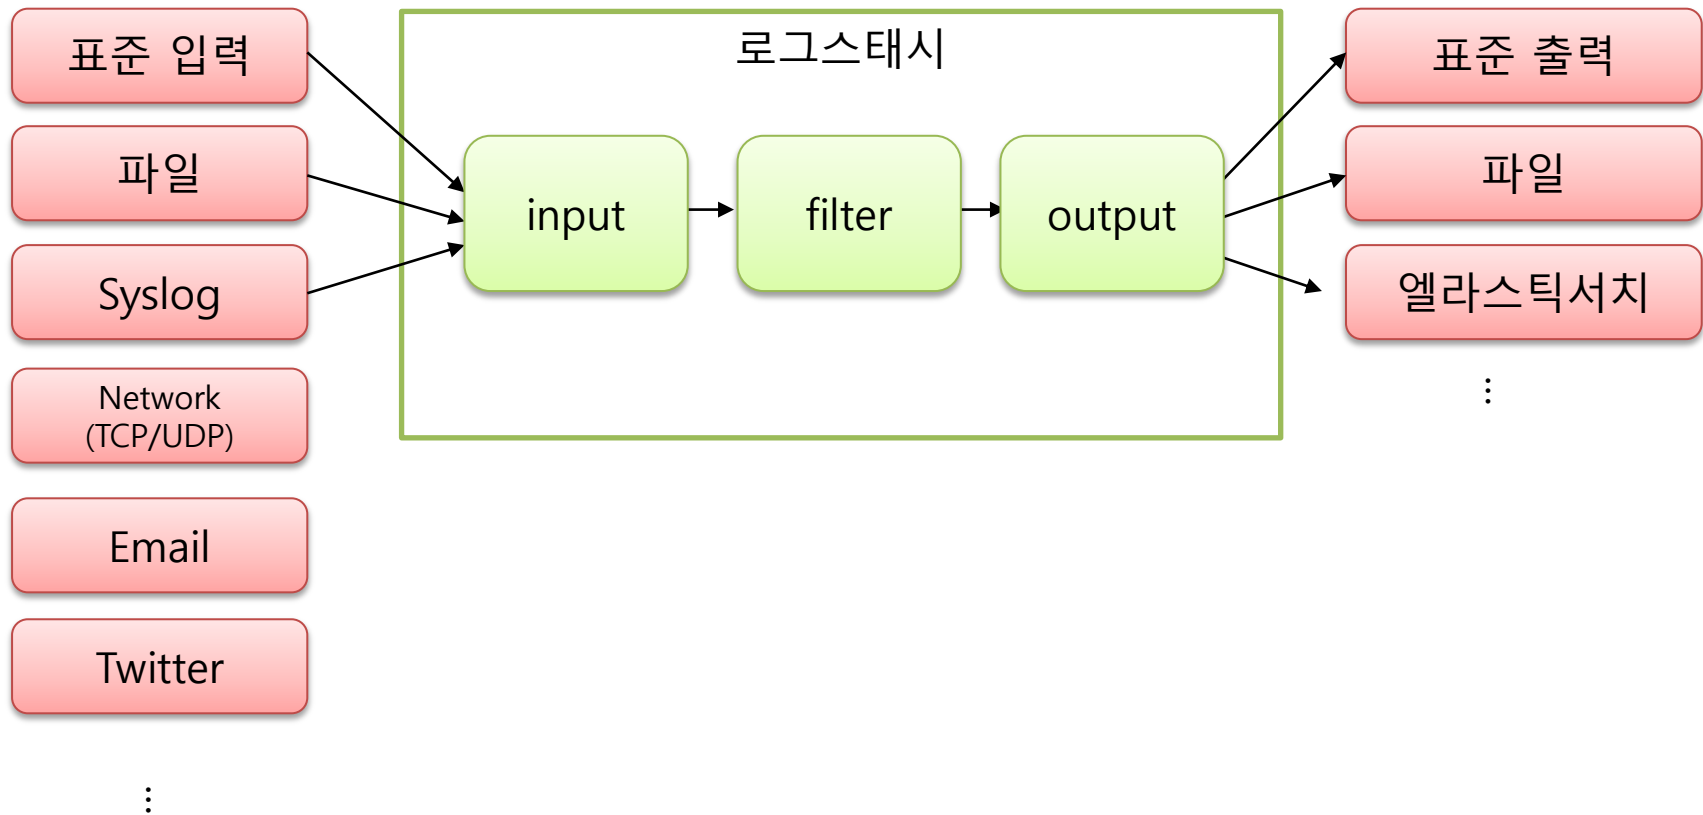 표준 입력
파일
Syslog
Network
(TCP/UDP)
Email
Twitter
...
로그스태시
input
filter
output
표준 출력
파일
엘라스틱서치
...